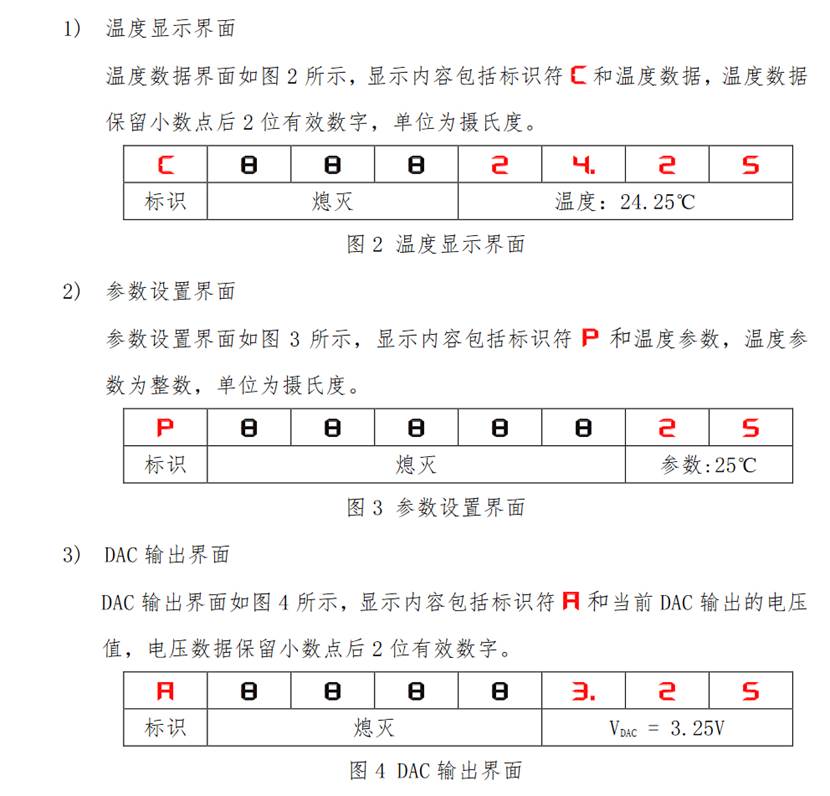 1) 温度显示界面
温度数据界面如图 2 所示，显示内容包括标识符 C 和温度数据，温度数据
保留小数点后 2 位有效数字，单位为摄氏度。
C 8 8 8 2 4. 2 5
标识 熄灭 温度：24.25℃
图 2 温度显示界面
2) 参数设置界面
参数设置界面如图 3 所示，显示内容包括标识符 P 和温度参数，温度参
数为整数，单位为摄氏度。
P 8 8 8 8 8 2 5
标识 熄灭 参数:25℃
图 3 参数设置界面
3) DAC 输出界面
DAC 输出界面如图 4 所示，显示内容包括标识符 A 和当前 DAC 输出的电压
值，电压数据保留小数点后 2 位有效数字。
A 8 8 8 8 3. 2 5
标识 熄灭 VDAC = 3.25V
图 4 DAC 输出界面